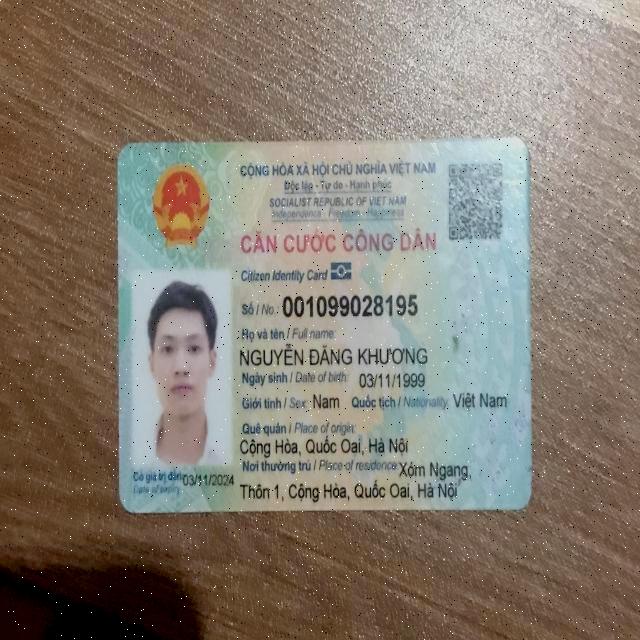 CỘNG HÒA XÃ HỘI CHỦ NGHĨA VIỆT NAM
Độc lập - Tự do - Hạnh phúc
SOCIALIST REPUBLIC OF VIET NAM
Independence - Freedom - Happiness
CĂN CƯỚC CÔNG DÂN
Citizen Identity Card
Số / No.: 001099028195
Họ và tên / Full name:
NGUYỄN ĐĂNG KHƯƠNG
Ngày sinh / Date of birth: 03/11/1999
Giới tính / Sex: Nam Quốc tịch / Nationality: Việt Nam
Quê quán / Place of origin:
Cộng Hòa, Quốc Oai, Hà Nội
Nơi thường trú / Place of residence: Xóm Ngang,
Thôn 1, Cộng Hòa, Quốc Oai, Hà Nội
Có giá trị đến: 03/11/2024
Date of expiry